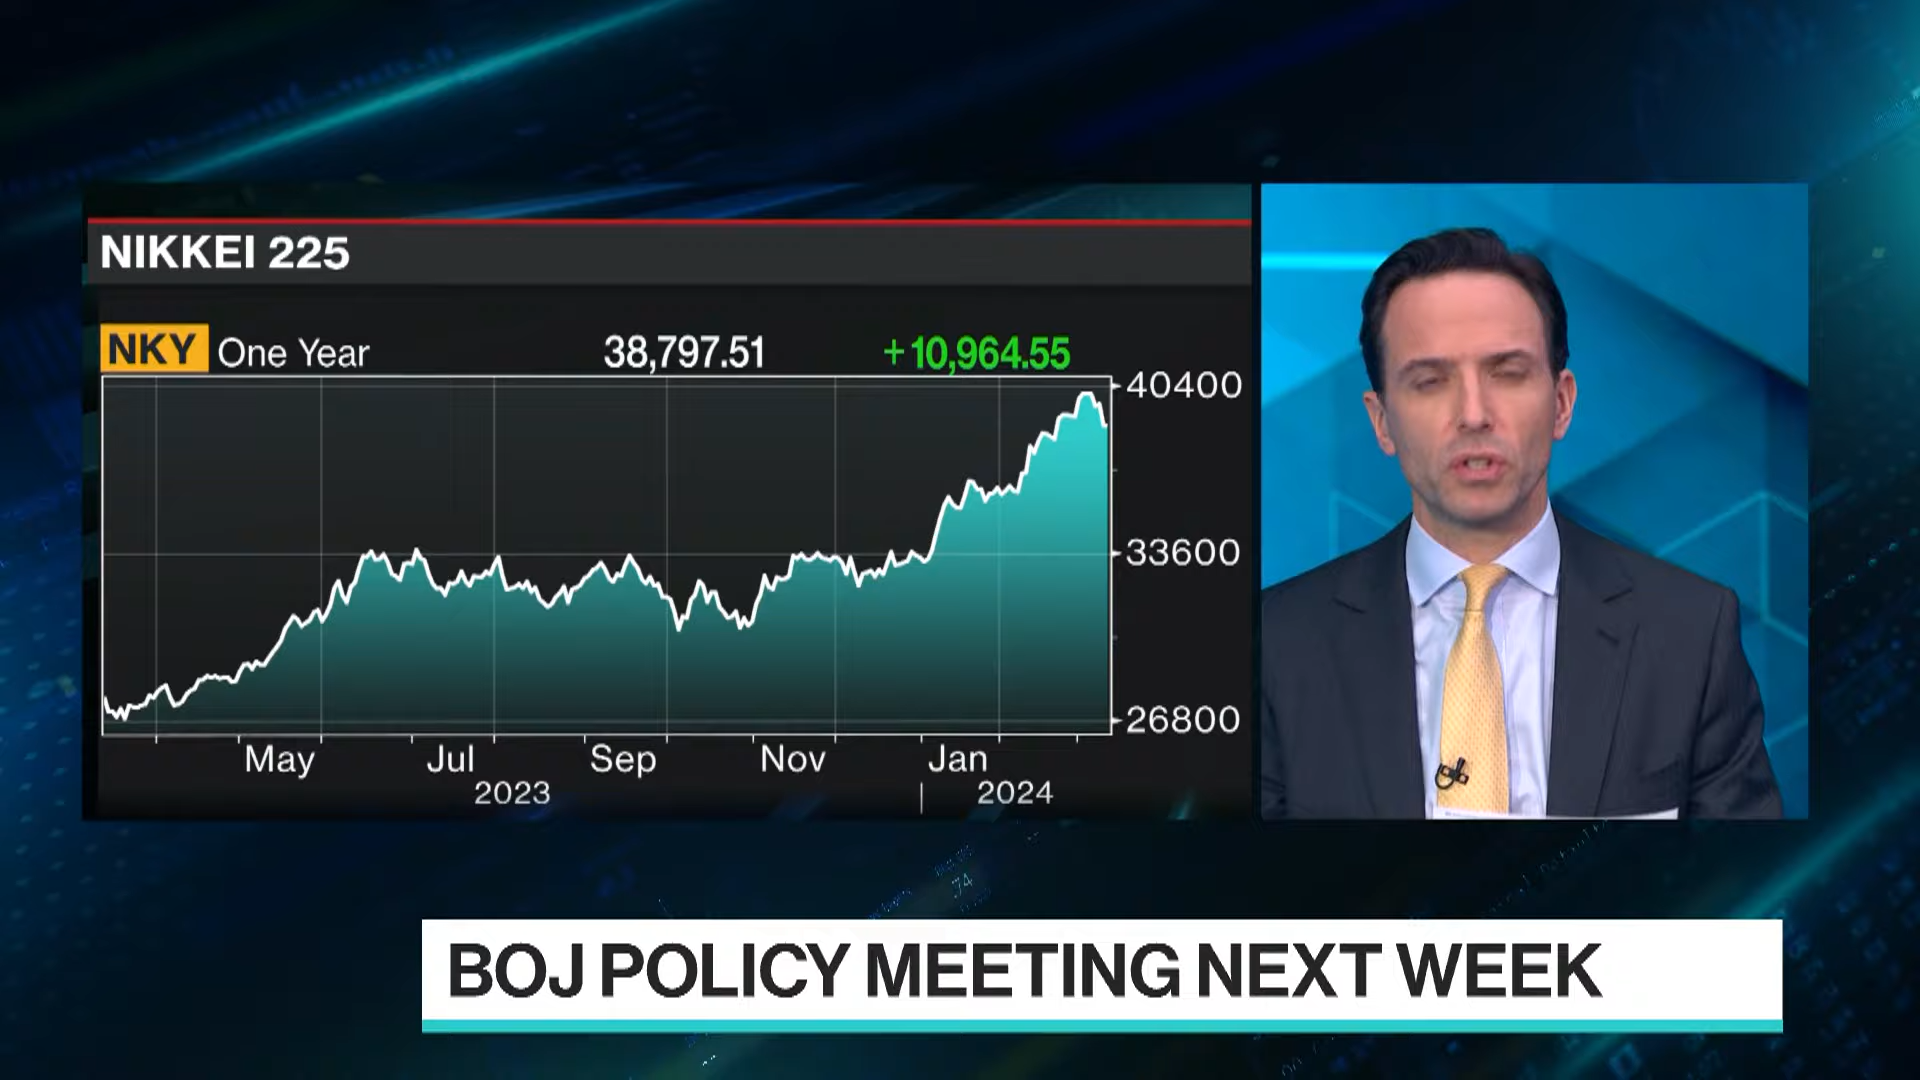 NIKKEI 225
NKY One Year 38,797.51 +10,964.55
40400
33600
26800
May Jul Sep Nov Jan
2023 2024
74
BOJ POLICY MEETING NEXT WEEK